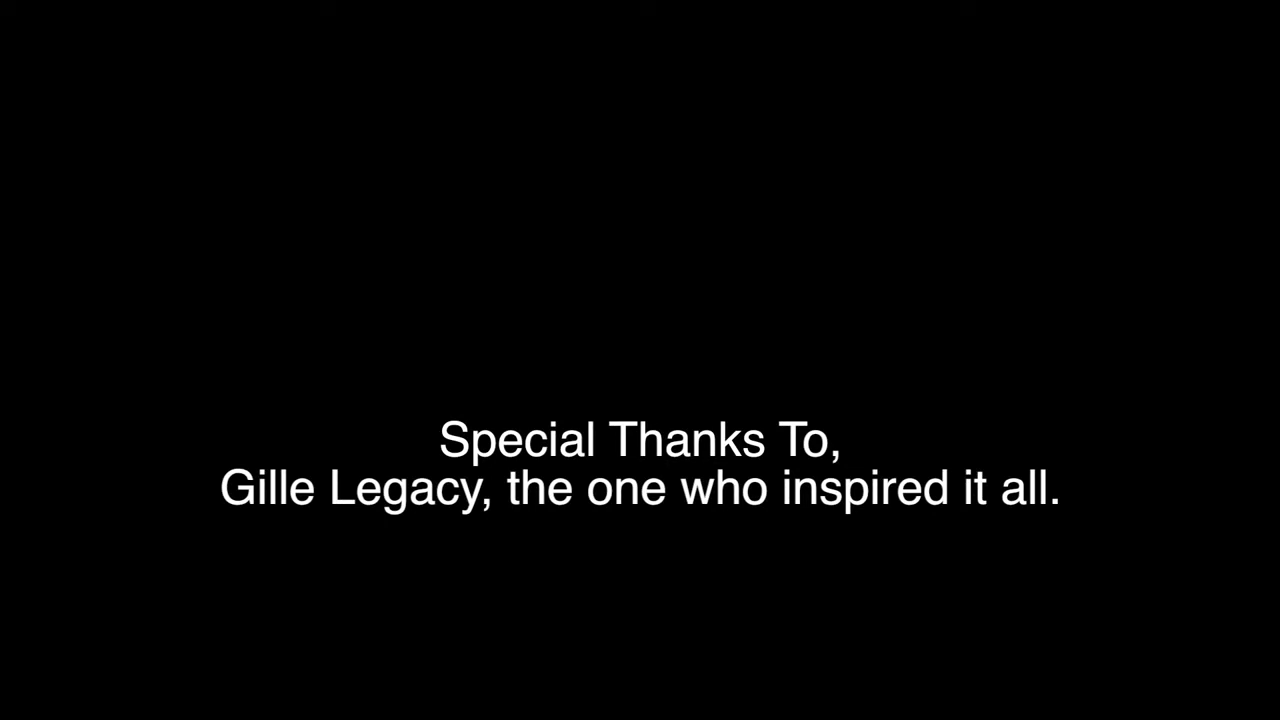 Special Thanks To,
Gille Legacy, the one who inspired it all.